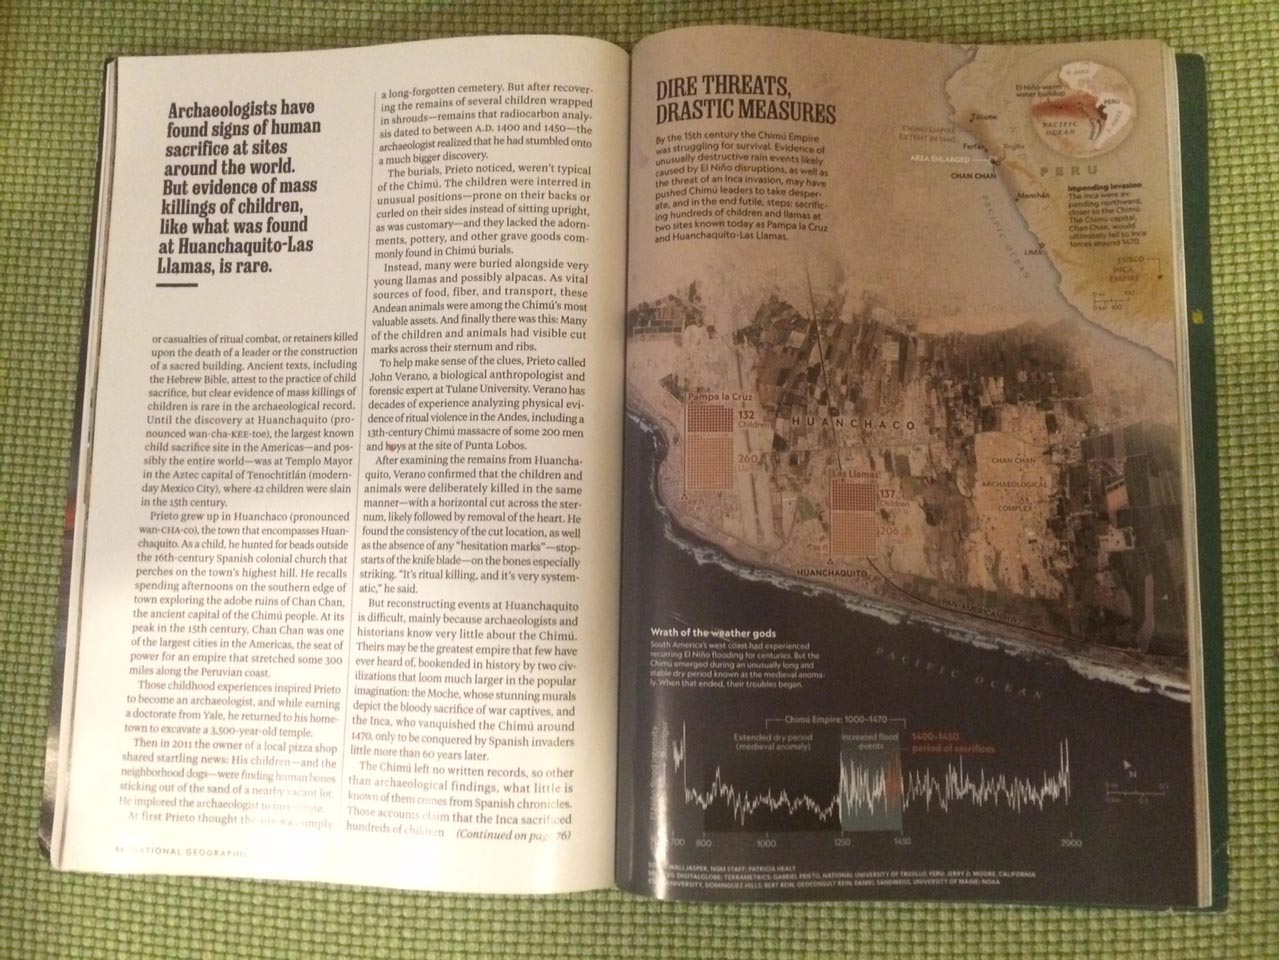 Archaeologists have
found signs of human
sacrifice at sites
around the world.
But evidence of mass
killings of children,
like what was found
at Huanchaquito-Las
Llamas, is rare.
or casualties of ritual combat, or retainers killed
upon the death of a leader or the construction
of a sacred building. Ancient texts, including
the Hebrew Bible, attest to the practice of child
sacrifice, but clear evidence of mass killings of
children is rare in the archaeological record.
Until the discovery at Huanchaquito (pro-
nounced wan-cha-KEE-toe), the largest known
child sacrifice site in the Americas—and pos-
sibly the entire world—was at Templo Mayor
in the Aztec capital of Tenochtitlán (modern-
day Mexico City), where 42 children were slain
in the 15th century.
Prieto grew up in Huanchaco (pronounced
wan-CHA-co), the town that encompasses Huan-
chaquito. As a child, he hunted for beads outside
the 16th-century Spanish colonial church that
perches on the town's highest hill. He recalls
spending afternoons on the southern edge of
town exploring the adobe ruins of Chan Chan,
the ancient capital of the Chimú people. At its
peak in the 15th century, Chan Chan was one
of the largest cities in the Americas, the seat of
power for an empire that stretched some 300
miles along the Peruvian coast.
Those childhood experiences inspired Prieto
to become an archaeologist, and while earning
a doctorate from Yale, he returned to his home-
town to excavate a 3,500-year-old temple.
Then in 2011 the owner of a local pizza shop
shared startling news: His children—and the
neighborhood dogs—were finding human bones
sticking out of the sand of a nearby vacant lot.
He implored the archaeologist to investigate.
At first Prieto thought the site was simply
a long-forgotten cemetery. But after recover-
ing the remains of several children wrapped
in shrouds—remains that radiocarbon analy-
sis dated to between A.D. 1400 and 1450—the
archaeologist realized that he had stumbled onto
a much bigger discovery.
The burials, Prieto noticed, weren't typical
of the Chimú. The children were interred in
unusual positions—prone on their backs or
curled on their sides instead of sitting upright,
as was customary—and they lacked the adorn-
ments, pottery, and other grave goods com-
monly found in Chimú burials.
Instead, many were buried alongside very
young llamas and possibly alpacas. As vital
sources of food, fiber, and transport, these
Andean animals were among the Chimú's most
valuable assets. And finally there was this: Many
of the children and animals had visible cut
marks across their sternum and ribs.
To help make sense of the clues, Prieto called
John Verano, a biological anthropologist and
forensic expert at Tulane University. Verano has
decades of experience analyzing physical evi-
dence of ritual violence in the Andes, including a
13th-century Chimú massacre of some 200 men
and boys at the site of Punta Lobos.
After examining the remains from Huancha-
quito, Verano confirmed that the children and
animals were deliberately killed in the same
manner—with a horizontal cut across the ster-
num, likely followed by removal of the heart. He
found the consistency of the cut location, as well
as the absence of any "hesitation marks"—stop-
starts of the knife blade—on the bones especially
striking. "It's ritual killing, and it's very system-
atic," he said.
But reconstructing events at Huanchaquito
is difficult, mainly because archaeologists and
historians know very little about the Chimú.
Theirs may be the greatest empire that few have
ever heard of, bookended in history by two civ-
ilizations that loom much larger in the popular
imagination: the Moche, whose stunning murals
depict the bloody sacrifice of war captives, and
the Inca, who vanquished the Chimú around
1470, only to be conquered by Spanish invaders
little more than 60 years later.
The Chimú left no written records, so other
than archaeological findings, what little is
known of them comes from Spanish chronicles.
Those accounts claim that the Inca sacrificed
hundreds of children (Continued on page 76)
NATIONAL GEOGRAPHIC
DIRE THREATS,
DRASTIC MEASURES
By the 15th century the Chimú Empire
was struggling for survival. Evidence of
unusually destructive rain events likely
caused by El Niño disruptions, as well as
the threat of an Inca invasion, may have
pushed Chimú leaders to take desper-
ate, and in the end futile, steps: sacrific-
ing hundreds of children and llamas at
two sites known today as Pampa la Cruz
and Huanchaquito-Las Llamas.
El Niño warm
water buildup
PERU
PACIFIC
OCEAN
CHIMÚ EMPIRE
EXTENT IN 1460
Túcume
Farfán
Trujillo
AREA ENLARGED
CHAN CHAN
PERU
Manchán
PACIFIC OCEAN
LIMA
Impending invasion
The Inca were ex-
panding northward,
closer to the Chimú.
The Chimú capital,
Chan Chan, would
ultimately fall to Inca
forces around 1470.
CUSCO
INCA
EMPIRE
Pampa la Cruz
132
Children
260
HUANCHACO
Las Llamas
137
Children
206
CHAN CHAN
ARCHAEOLOGICAL
COMPLEX
HUANCHAQUITO
PAN-AMERICAN HWY.
PACIFIC OCEAN
Wrath of the weather gods
South America's west coast had experienced
recurring El Niño flooding for centuries. But the
Chimú emerged during an unusually long and
stable dry period known as the medieval anoma-
ly. When that ended, their troubles began.
Chimú Empire: 1000–1470
Extended dry period
(medieval anomaly)
Increased flood
events
1400–1450
period of sacrifices
N
700 800 1000 1250 1450 2000
WALLJASPER, NGM STAFF; PATRICIA HEALY
DIGITALGLOBE; TERRAMETRICS; GABRIEL PRIETO, NATIONAL UNIVERSITY OF TRUJILLO, PERU; JERRY D. MOORE, CALIFORNIA
UNIVERSITY, DOMINGUEZ HILLS; BERT REIN, GEOCONSULT REIN; DANIEL SANDWEISS, UNIVERSITY OF MAINE; NOAA